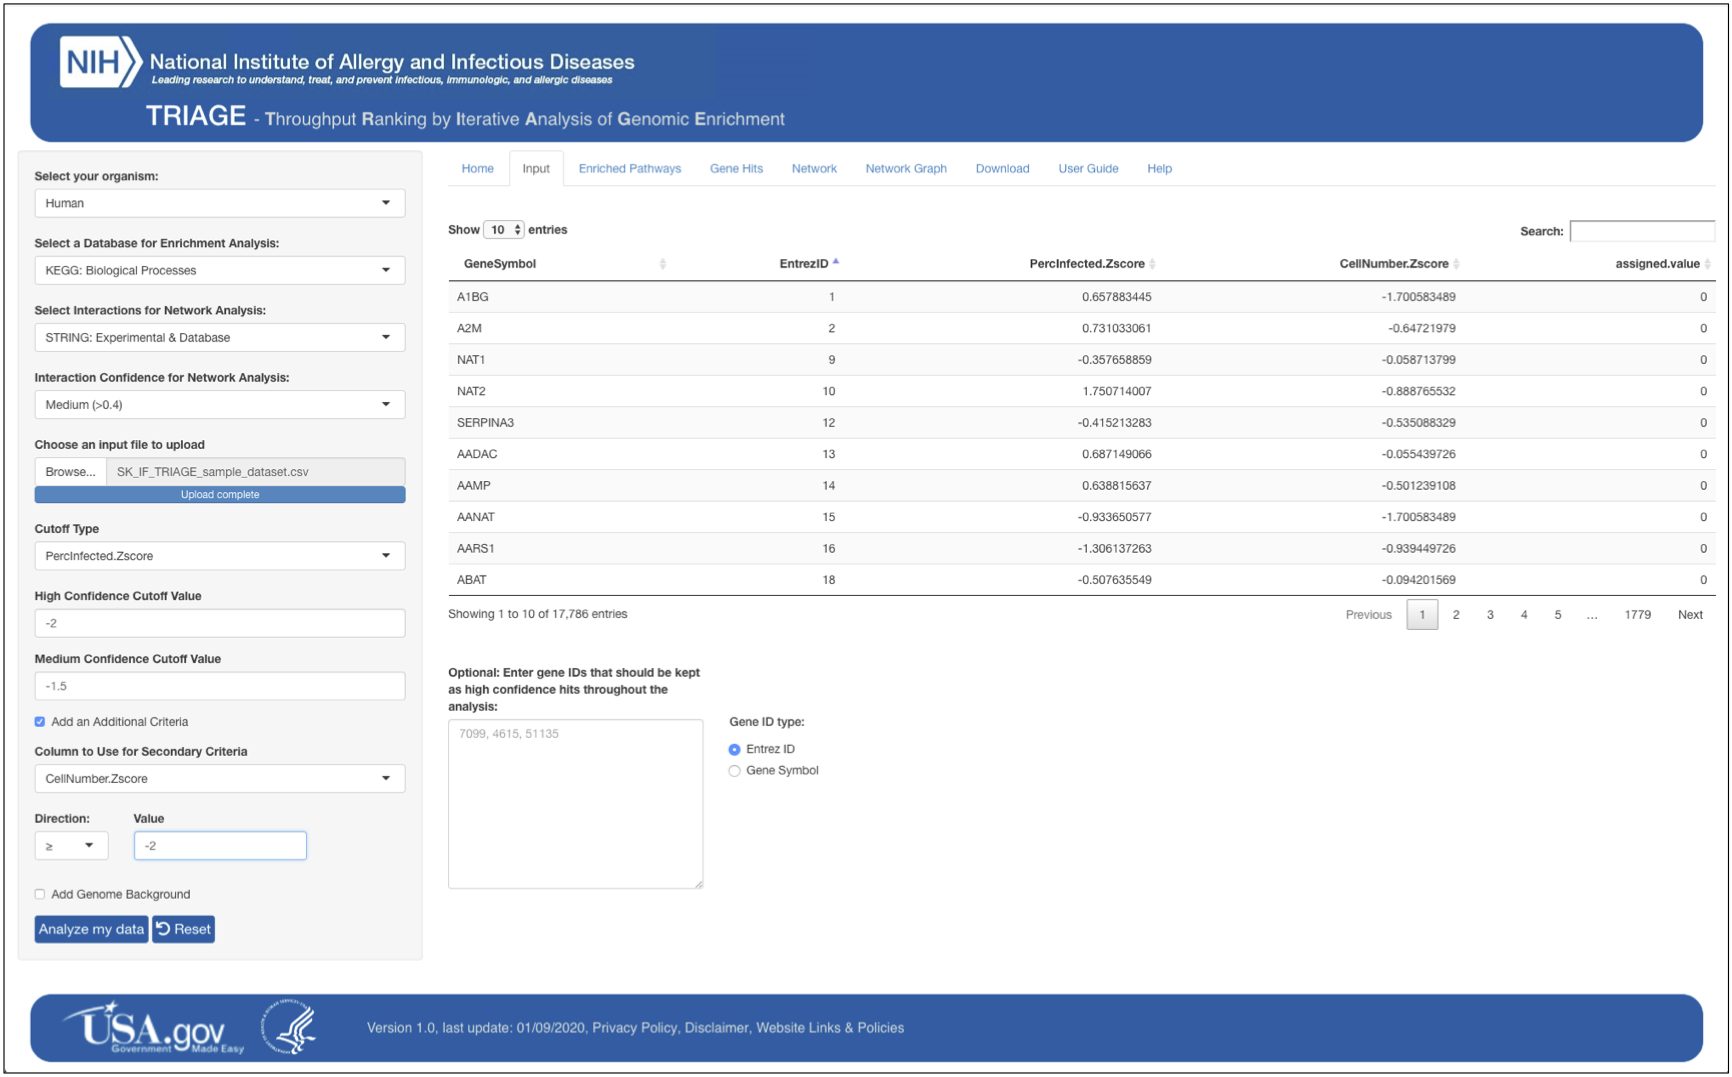 NIH National Institute of Allergy and Infectious Diseases
Leading research to understand, treat, and prevent infectious, immunologic, and allergic diseases
TRIAGE - Throughput Ranking by Iterative Analysis of Genomic Enrichment
Select your organism:
Human
Select a Database for Enrichment Analysis:
KEGG: Biological Processes
Select Interactions for Network Analysis:
STRING: Experimental & Database
Interaction Confidence for Network Analysis:
Medium (>0.4)
Choose an input file to upload
Browse... SK_IF_TRIAGE_sample_dataset.csv
Upload complete
Cutoff Type
PercInfected.Zscore
High Confidence Cutoff Value
-2
Medium Confidence Cutoff Value
-1.5
Add an Additional Criteria
Column to Use for Secondary Criteria
CellNumber.Zscore
Direction: Value
≥ -2
Add Genome Background
Analyze my data Reset
Home Input Enriched Pathways Gene Hits Network Network Graph Download User Guide Help
Show 10 entries Search:
GeneSymbol EntrezID PercInfected.Zscore CellNumber.Zscore assigned.value
A1BG 1 0.657883445 -1.700583489 0
A2M 2 0.731033061 -0.64721979 0
NAT1 9 -0.357658859 -0.058713799 0
NAT2 10 1.750714007 -0.888765532 0
SERPINA3 12 -0.415213283 -0.535088329 0
AADAC 13 0.687149066 -0.055439726 0
AAMP 14 0.638815637 -0.501239108 0
AANAT 15 -0.933650577 -1.700583489 0
AARS1 16 -1.306137263 -0.939449726 0
ABAT 18 -0.507635549 -0.094201569 0
Showing 1 to 10 of 17,786 entries Previous 1 2 3 4 5 ... 1779 Next
Optional: Enter gene IDs that should be kept
as high confidence hits throughout the
analysis:
7099, 4615, 51135
Gene ID type:
Entrez ID
Gene Symbol
USA.gov
Government Made Easy
Version 1.0, last update: 01/09/2020, Privacy Policy, Disclaimer, Website Links & Policies